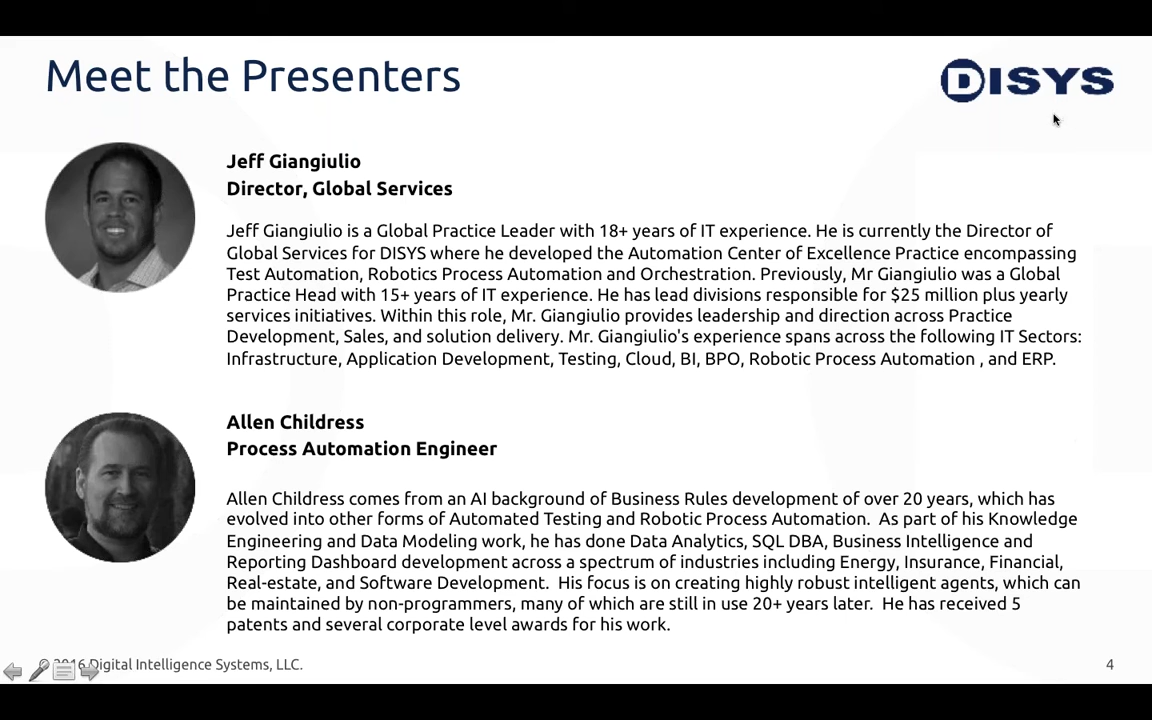 Meet the Presenters
DISYS
Jeff Giangiulio
Director, Global Services
Jeff Giangiulio is a Global Practice Leader with 18+ years of IT experience. He is currently the Director of
Global Services for DISYS where he developed the Automation Center of Excellence Practice encompassing
Test Automation, Robotics Process Automation and Orchestration. Previously, Mr Giangiulio was a Global
Practice Head with 15+ years of IT experience. He has lead divisions responsible for $25 million plus yearly
services initiatives. Within this role, Mr. Giangiulio provides leadership and direction across Practice
Development, Sales, and solution delivery. Mr. Giangiulio's experience spans across the following IT Sectors:
Infrastructure, Application Development, Testing, Cloud, BI, BPO, Robotic Process Automation , and ERP.
Allen Childress
Process Automation Engineer
Allen Childress comes from an AI background of Business Rules development of over 20 years, which has
evolved into other forms of Automated Testing and Robotic Process Automation.  As part of his Knowledge
Engineering and Data Modeling work, he has done Data Analytics, SQL DBA, Business Intelligence and
Reporting Dashboard development across a spectrum of industries including Energy, Insurance, Financial,
Real-estate, and Software Development.  His focus is on creating highly robust intelligent agents, which can
be maintained by non-programmers, many of which are still in use 20+ years later.  He has received 5
patents and several corporate level awards for his work.
© 2016 Digital Intelligence Systems, LLC.
4